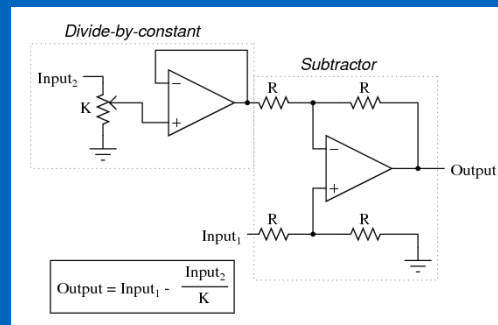 Divide-by-constant
Subtractor
Input₂
K
−
+
R
R
−
+
Output
Input₁
R
R
Output = Input₁ - Input₂
K